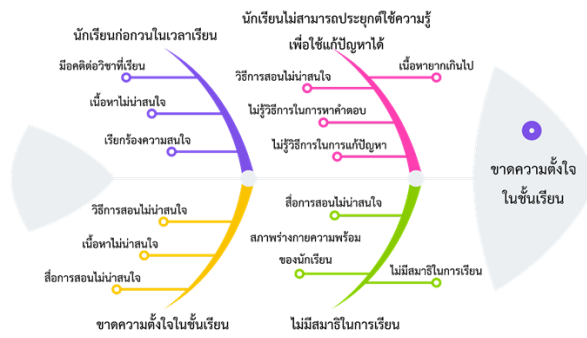 นักเรียนก่อกวนในเวลาเรียน
มีอคติต่อวิชาที่เรียน
เนื้อหาไม่น่าสนใจ
เรียกร้องความสนใจ
นักเรียนไม่สามารถประยุกต์ใช้ความรู้
เพื่อใช้แก้ปัญหาได้
วิธีการสอนไม่น่าสนใจ
เนื้อหายากเกินไป
ไม่รู้วิธีการในการหาคำตอบ
ไม่รู้วิธีการในการแก้ปัญหา
ขาดความตั้งใจ
ในชั้นเรียน
วิธีการสอนไม่น่าสนใจ
เนื้อหาไม่น่าสนใจ
สื่อการสอนไม่น่าสนใจ
ขาดความตั้งใจในชั้นเรียน
สื่อการสอนไม่น่าสนใจ
สภาพร่างกายความพร้อม
ของนักเรียน
ไม่มีสมาธิในการเรียน
ไม่มีสมาธิในการเรียน